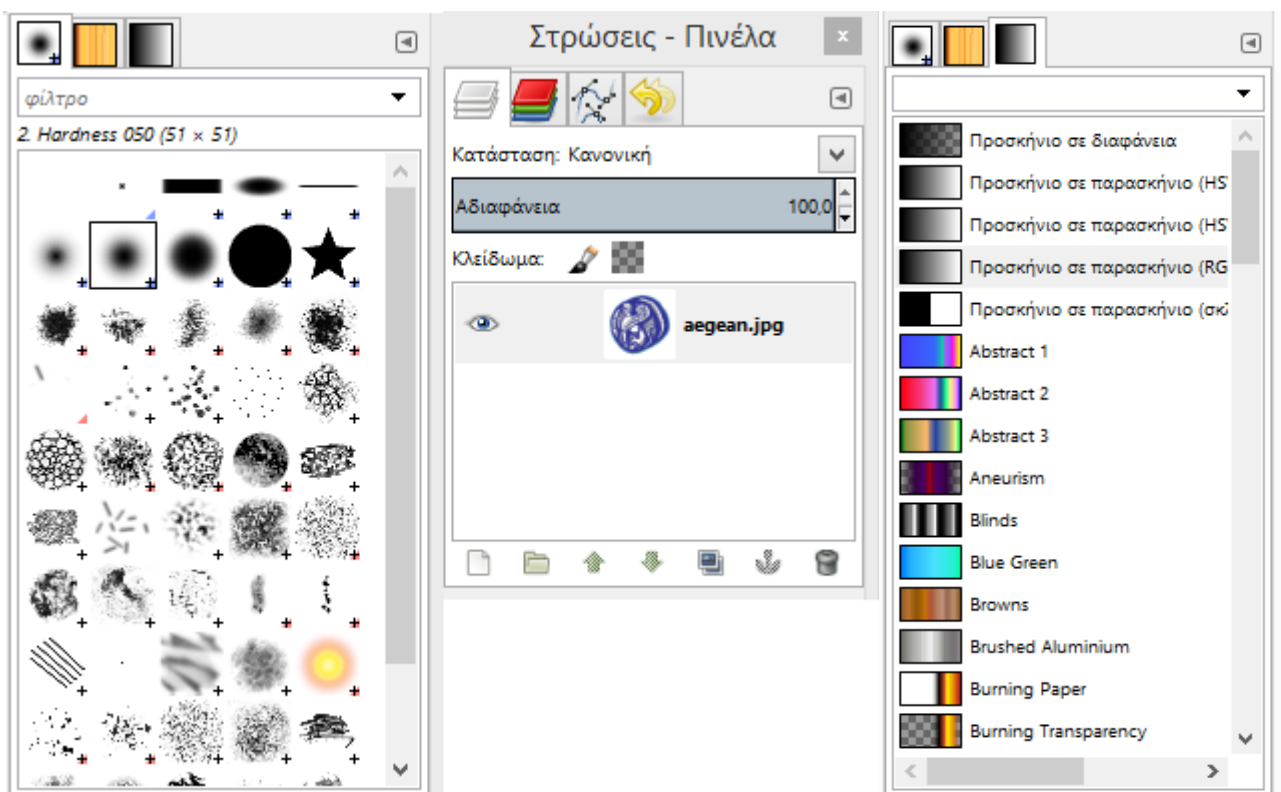 φίλτρο
2. Hardness 050 (51 × 51)
Στρώσεις - Πινέλα
Κατάσταση: Κανονική
Αδιαφάνεια 100,0
Κλείδωμα:
aegean.jpg
Προσκήνιο σε διαφάνεια
Προσκήνιο σε παρασκήνιο (HS
Προσκήνιο σε παρασκήνιο (HS
Προσκήνιο σε παρασκήνιο (RG
Προσκήνιο σε παρασκήνιο (σκλ
Abstract 1
Abstract 2
Abstract 3
Aneurism
Blinds
Blue Green
Browns
Brushed Aluminium
Burning Paper
Burning Transparency